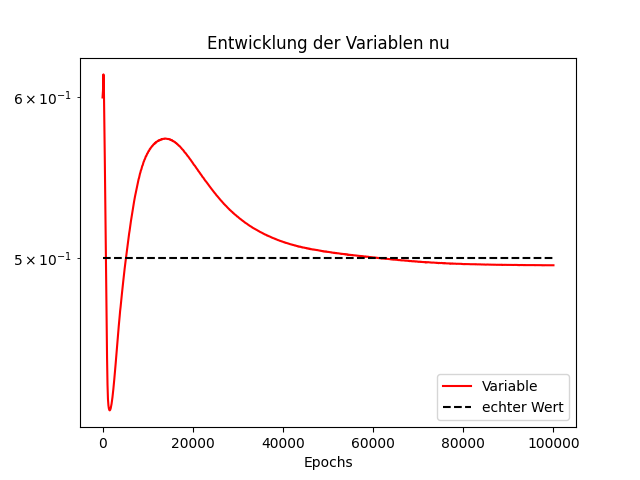 Entwicklung der Variablen nu
6 × 10⁻¹
5 × 10⁻¹
Variable
echter Wert
0 20000 40000 60000 80000 100000
Epochs